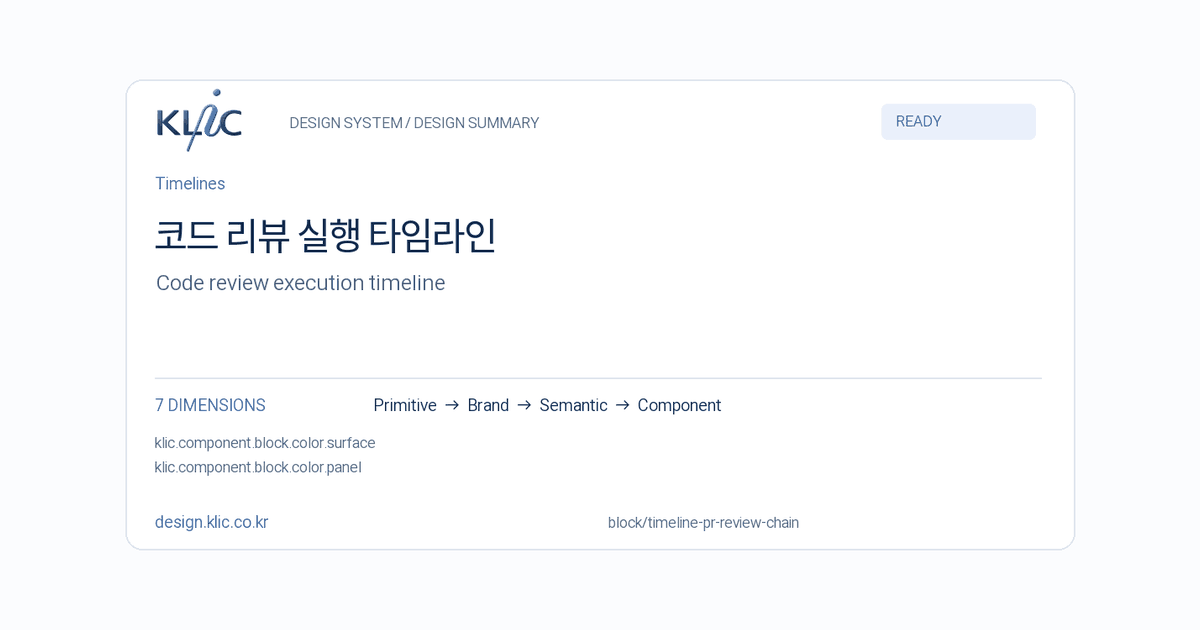 KLiC
DESIGN SYSTEM / DESIGN SUMMARY
READY
Timelines
코드 리뷰 실행 타임라인
Code review execution timeline
7 DIMENSIONS
Primitive → Brand → Semantic → Component
klic.component.block.color.surface
klic.component.block.color.panel
design.klic.co.kr
block/timeline-pr-review-chain